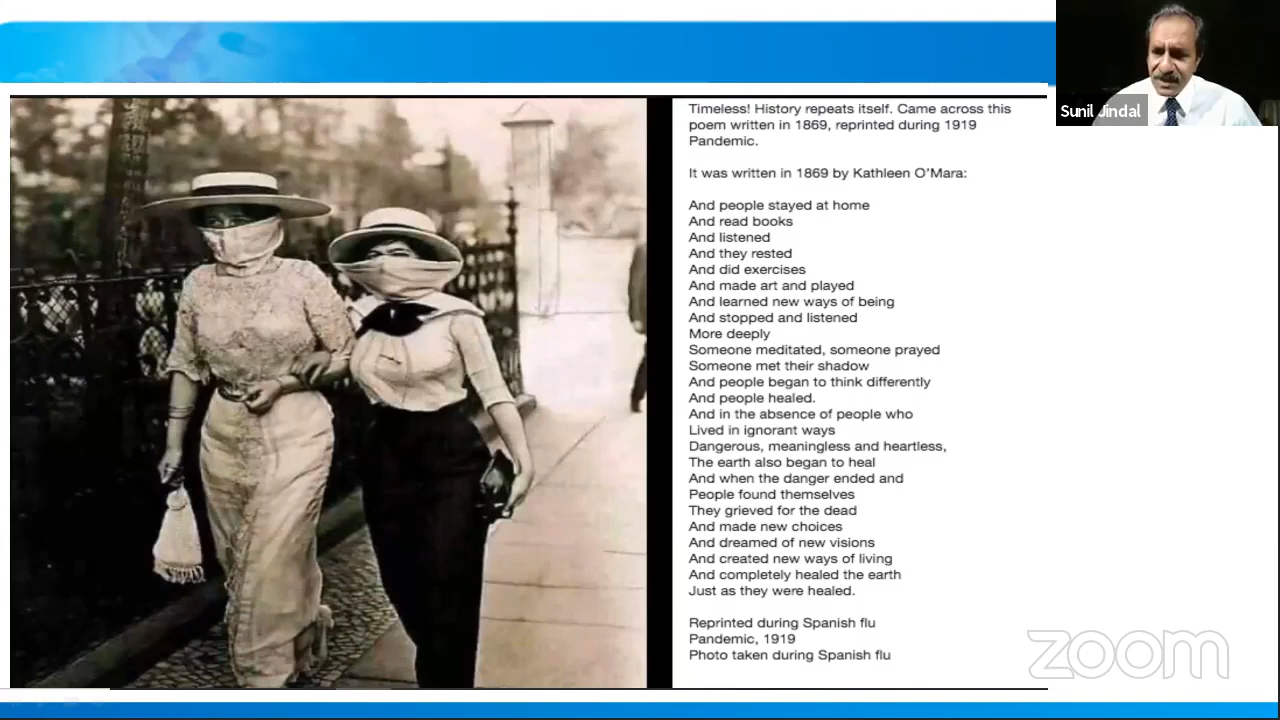 Timeless! History repeats itself. Came across this
poem written in 1869, reprinted during 1919
Pandemic.
It was written in 1869 by Kathleen O'Mara:
And people stayed at home
And read books
And listened
And they rested
And did exercises
And made art and played
And learned new ways of being
And stopped and listened
More deeply
Someone meditated, someone prayed
Someone met their shadow
And people began to think differently
And people healed.
And in the absence of people who
Lived in ignorant ways
Dangerous, meaningless and heartless,
The earth also began to heal
And when the danger ended and
People found themselves
They grieved for the dead
And made new choices
And dreamed of new visions
And created new ways of living
And completely healed the earth
Just as they were healed.
Reprinted during Spanish flu
Pandemic, 1919
Photo taken during Spanish flu
Sunil Jindal
zoom